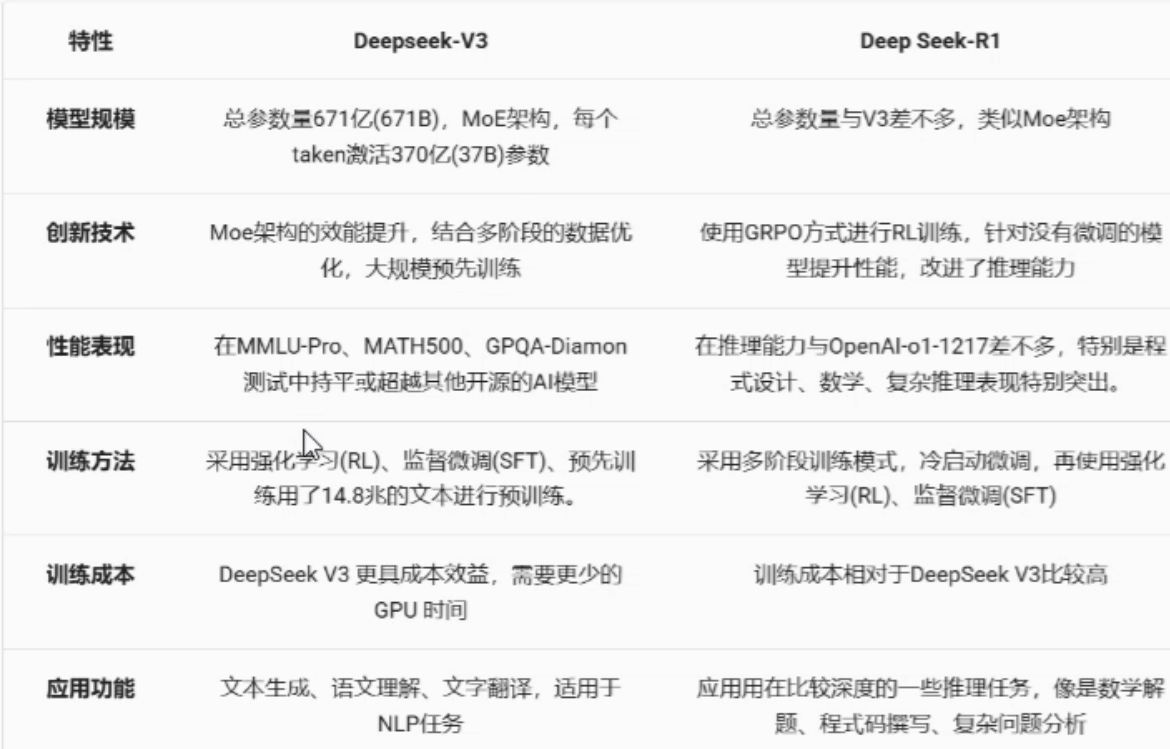 特性 Deepseek-V3 Deep Seek-R1
模型规模 总参数量671亿(671B)，MoE架构，每个 总参数量与V3差不多，类似Moe架构
taken激活370亿(37B)参数
创新技术 Moe架构的效能提升，结合多阶段的数据优 使用GRPO方式进行RL训练，针对没有微调的模
化，大规模预先训练 型提升性能，改进了推理能力
性能表现 在MMLU-Pro、MATH500、GPQA-Diamon 在推理能力与OpenAI-o1-1217差不多，特别是程
测试中持平或超越其他开源的AI模型 式设计、数学、复杂推理表现特别突出。
训练方法 采用强化学习(RL)、监督微调(SFT)、预先训 采用多阶段训练模式，冷启动微调，再使用强化
练用了14.8兆的文本进行预训练。 学习(RL)、监督微调(SFT)
训练成本 DeepSeek V3 更具成本效益，需要更少的 训练成本相对于DeepSeek V3比较高
GPU 时间
应用功能 文本生成、语文理解、文字翻译，适用于 应用用在比较深度的一些推理任务，像是数学解
NLP任务 题、程式码撰写、复杂问题分析